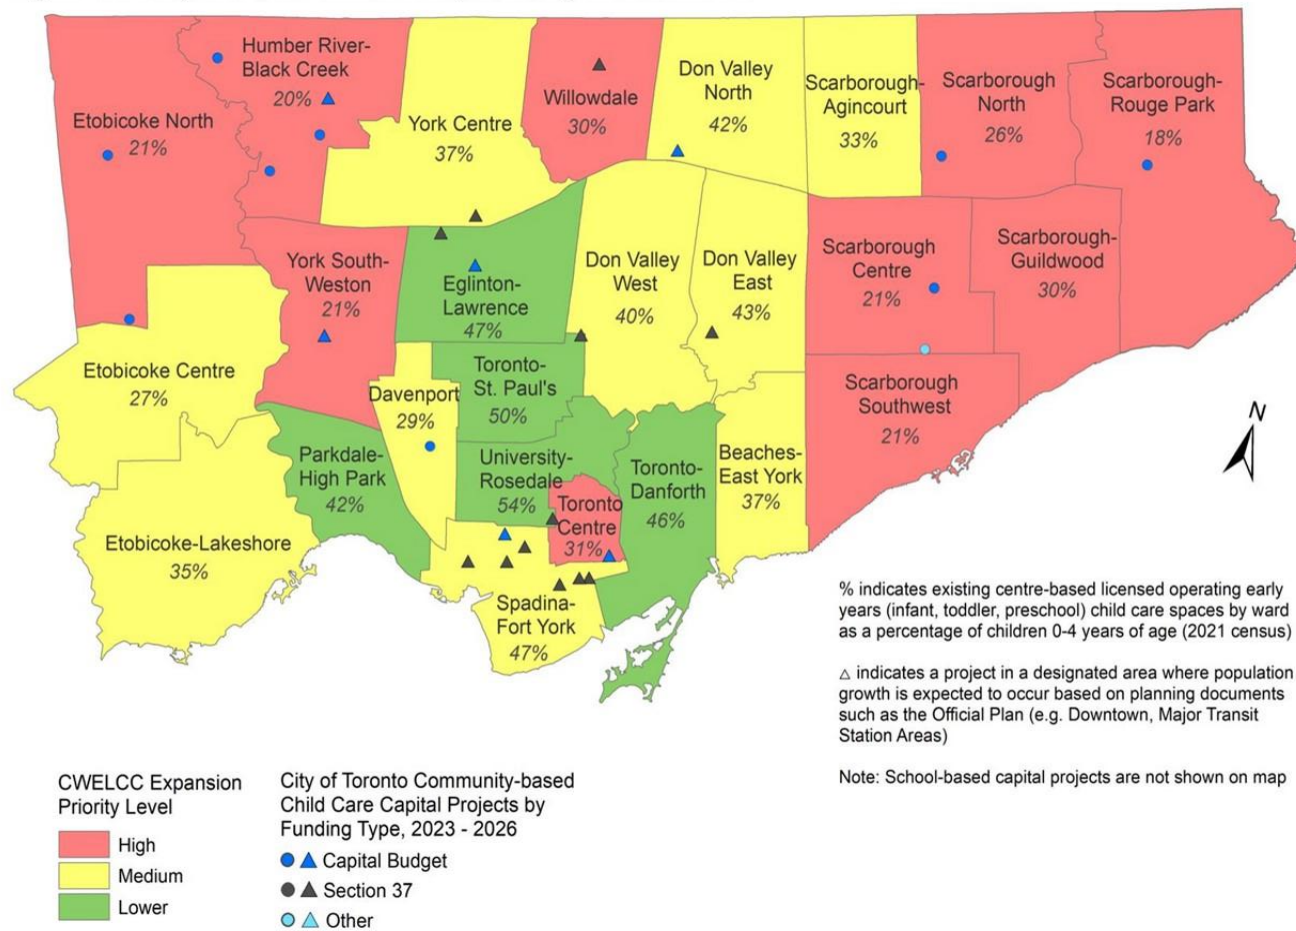 Humber River-
Black Creek
20%
Etobicoke North
21%
York Centre
37%
Willowdale
30%
Don Valley
North
42%
Scarborough-
Agincourt
33%
Scarborough
North
26%
Scarborough-
Rouge Park
18%
York South-
Weston
21%
Eglinton-
Lawrence
47%
Don Valley
West
40%
Don Valley
East
43%
Scarborough
Centre
21%
Scarborough-
Guildwood
30%
Etobicoke Centre
27%
Davenport
29%
Toronto-
St. Paul's
50%
Scarborough
Southwest
21%
Parkdale-
High Park
42%
University-
Rosedale
54%
Toronto
Centre
31%
Toronto-
Danforth
46%
Beaches-
East York
37%
Etobicoke-Lakeshore
35%
Spadina-
Fort York
47%
N
% indicates existing centre-based licensed operating early
years (infant, toddler, preschool) child care spaces by ward
as a percentage of children 0-4 years of age (2021 census)
△ indicates a project in a designated area where population
growth is expected to occur based on planning documents
such as the Official Plan (e.g. Downtown, Major Transit
Station Areas)
Note: School-based capital projects are not shown on map
CWELCC Expansion
Priority Level
High
Medium
Lower
City of Toronto Community-based
Child Care Capital Projects by
Funding Type, 2023 - 2026
Capital Budget
Section 37
Other